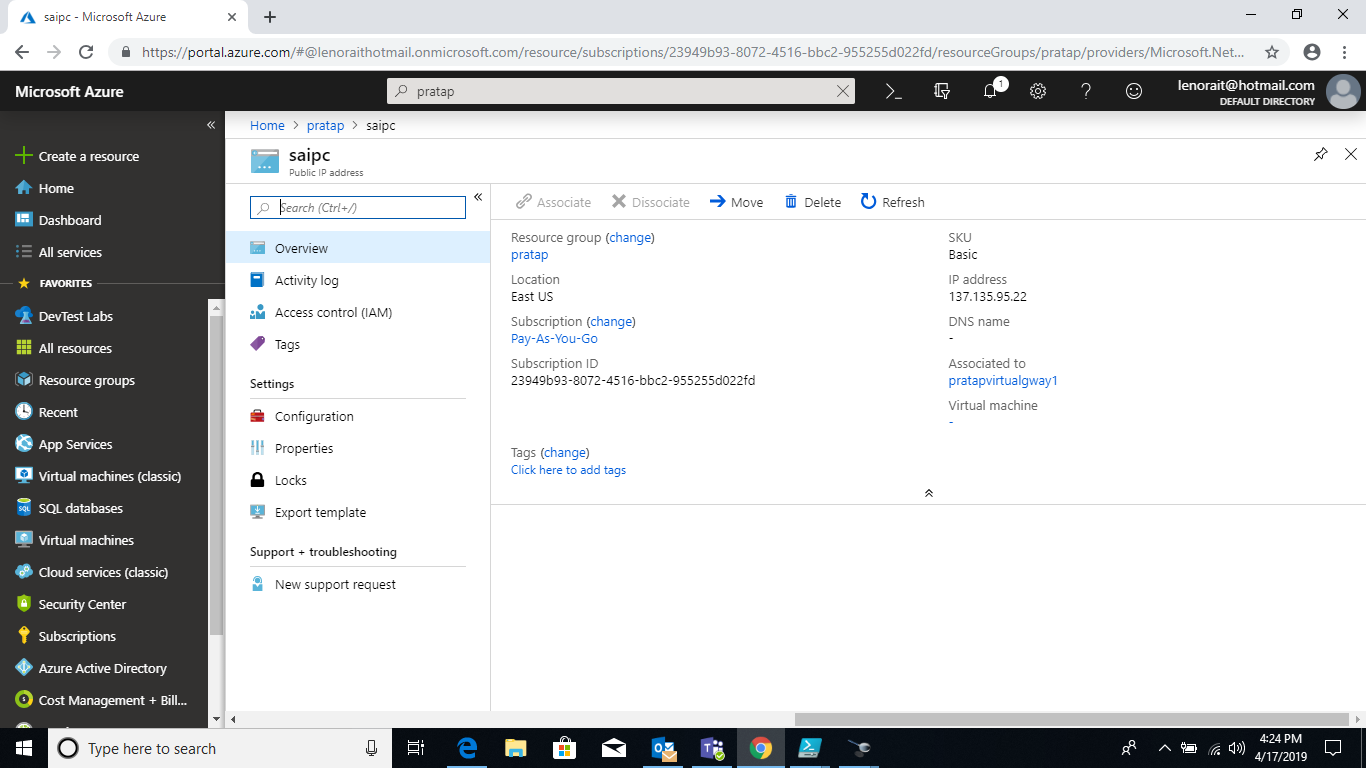 saipc - Microsoft Azure
https://portal.azure.com/#@lenoraithotmail.onmicrosoft.com/resource/subscriptions/23949b93-8072-4516-bbc2-955255d022fd/resourceGroups/pratap/providers/Microsoft.Net...
Microsoft Azure
pratap
1
lenorait@hotmail.com
DEFAULT DIRECTORY
Create a resource
Home
Dashboard
All services
FAVORITES
DevTest Labs
All resources
Resource groups
Recent
App Services
Virtual machines (classic)
SQL databases
Virtual machines
Cloud services (classic)
Security Center
Subscriptions
Azure Active Directory
Cost Management + Bill...
Home > pratap > saipc
saipc
Public IP address
Search (Ctrl+/)
Overview
Activity log
Access control (IAM)
Tags
Settings
Configuration
Properties
Locks
Export template
Support + troubleshooting
New support request
Associate Dissociate Move Delete Refresh
Resource group (change)
pratap
Location
East US
Subscription (change)
Pay-As-You-Go
Subscription ID
23949b93-8072-4516-bbc2-955255d022fd
SKU
Basic
IP address
137.135.95.22
DNS name
-
Associated to
pratapvirtualgway1
Virtual machine
-
Tags (change)
Click here to add tags
Type here to search
4:24 PM
4/17/2019